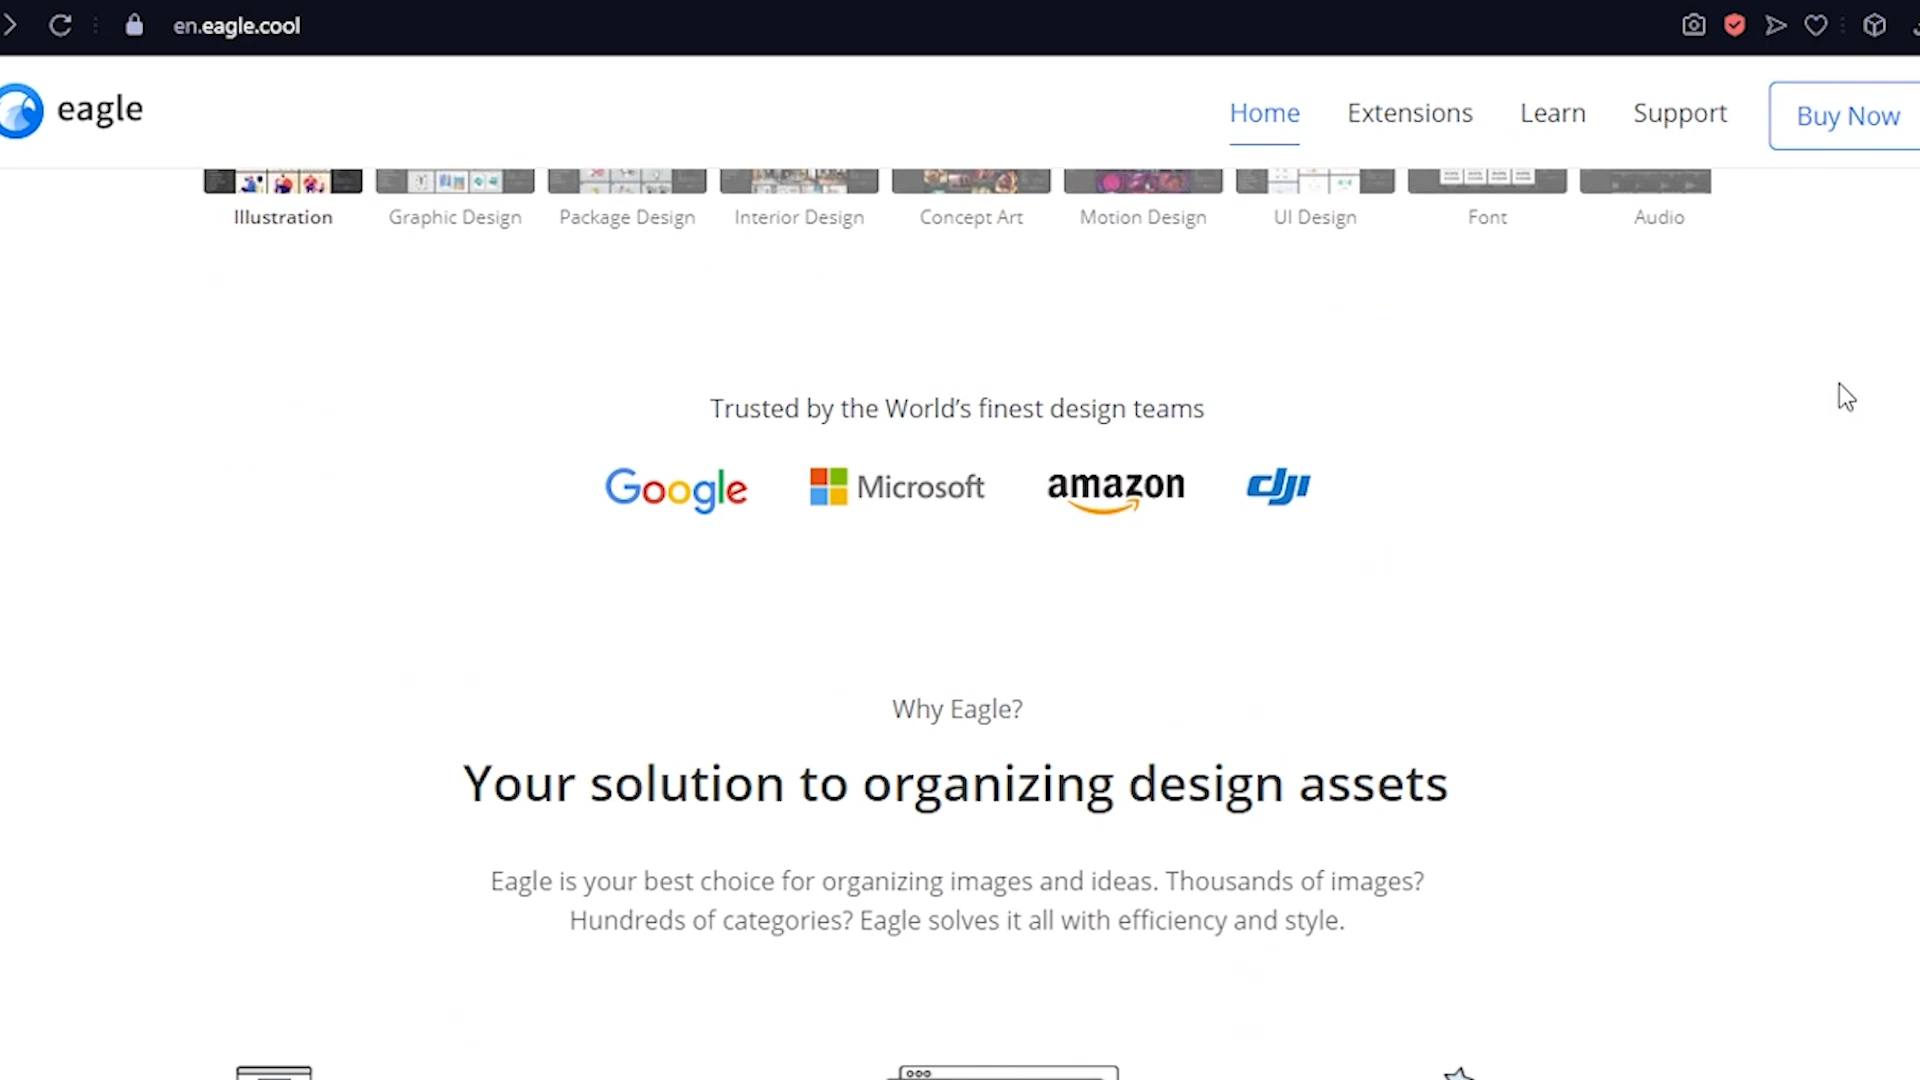 en.eagle.cool
eagle
Home Extensions Learn Support Buy Now
Illustration Graphic Design Package Design Interior Design Concept Art Motion Design UI Design Font Audio
Trusted by the World’s finest design teams
Google Microsoft amazon dji
Why Eagle?
Your solution to organizing design assets
Eagle is your best choice for organizing images and ideas. Thousands of images?
Hundreds of categories? Eagle solves it all with efficiency and style.